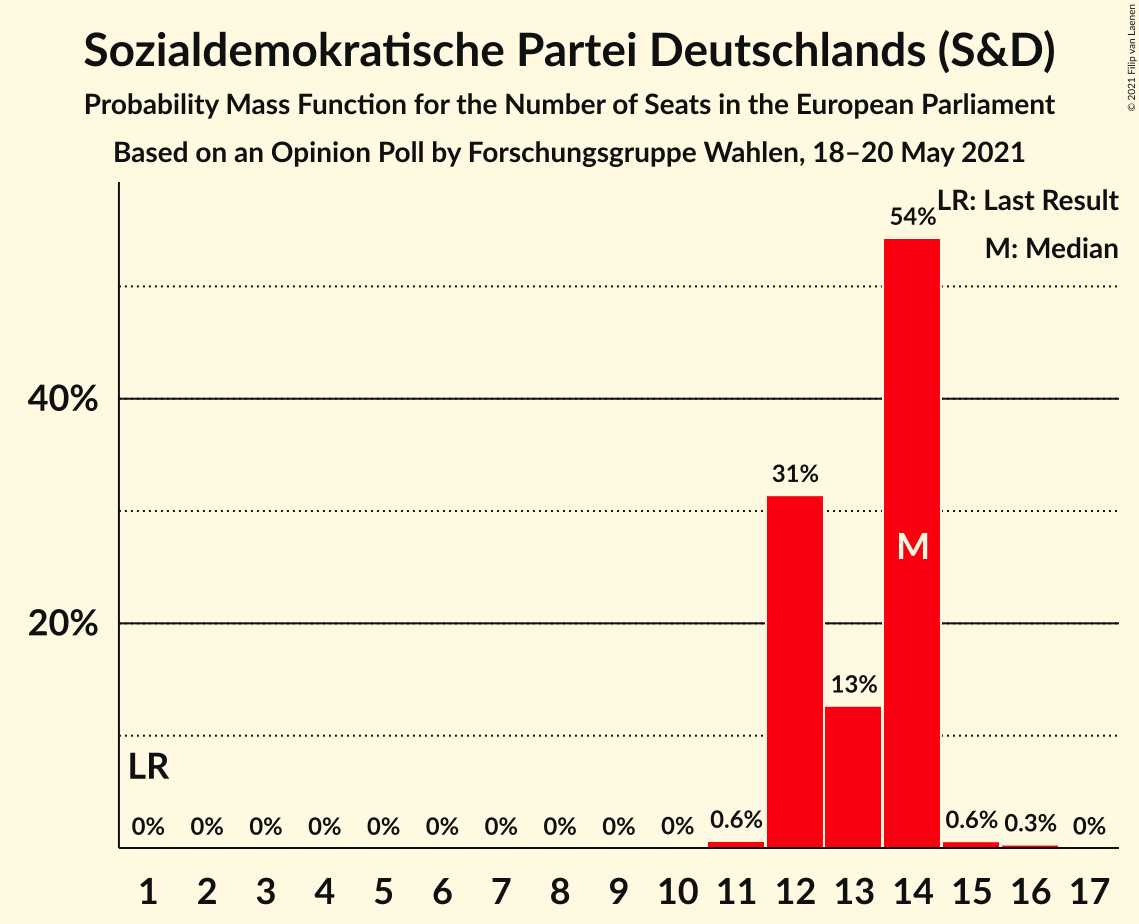 Sozialdemokratische Partei Deutschlands (S&D)
Probability Mass Function for the Number of Seats in the European Parliament
Based on an Opinion Poll by Forschungsgruppe Wahlen, 18–20 May 2021
© 2021 Filip van Laenen
LR: Last Result
M: Median
54%
40%
31%
M
20%
13%
LR
0% 0% 0% 0% 0% 0% 0% 0% 0% 0% 0.6% 0.6% 0.3% 0%
1 2 3 4 5 6 7 8 9 10 11 12 13 14 15 16 17